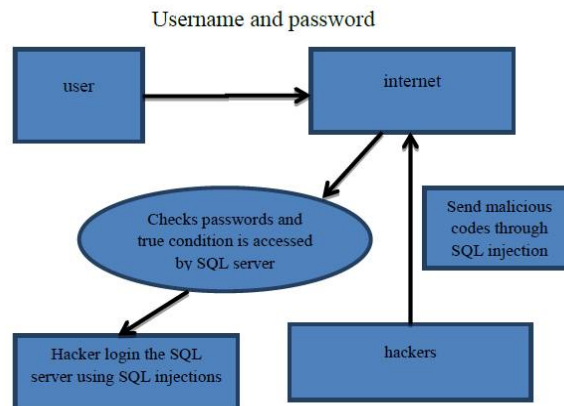 Username and password
user
internet
Checks passwords and
true condition is accessed
by SQL server
Send malicious
codes through
SQL injection
Hacker login the SQL
server using SQL injections
hackers